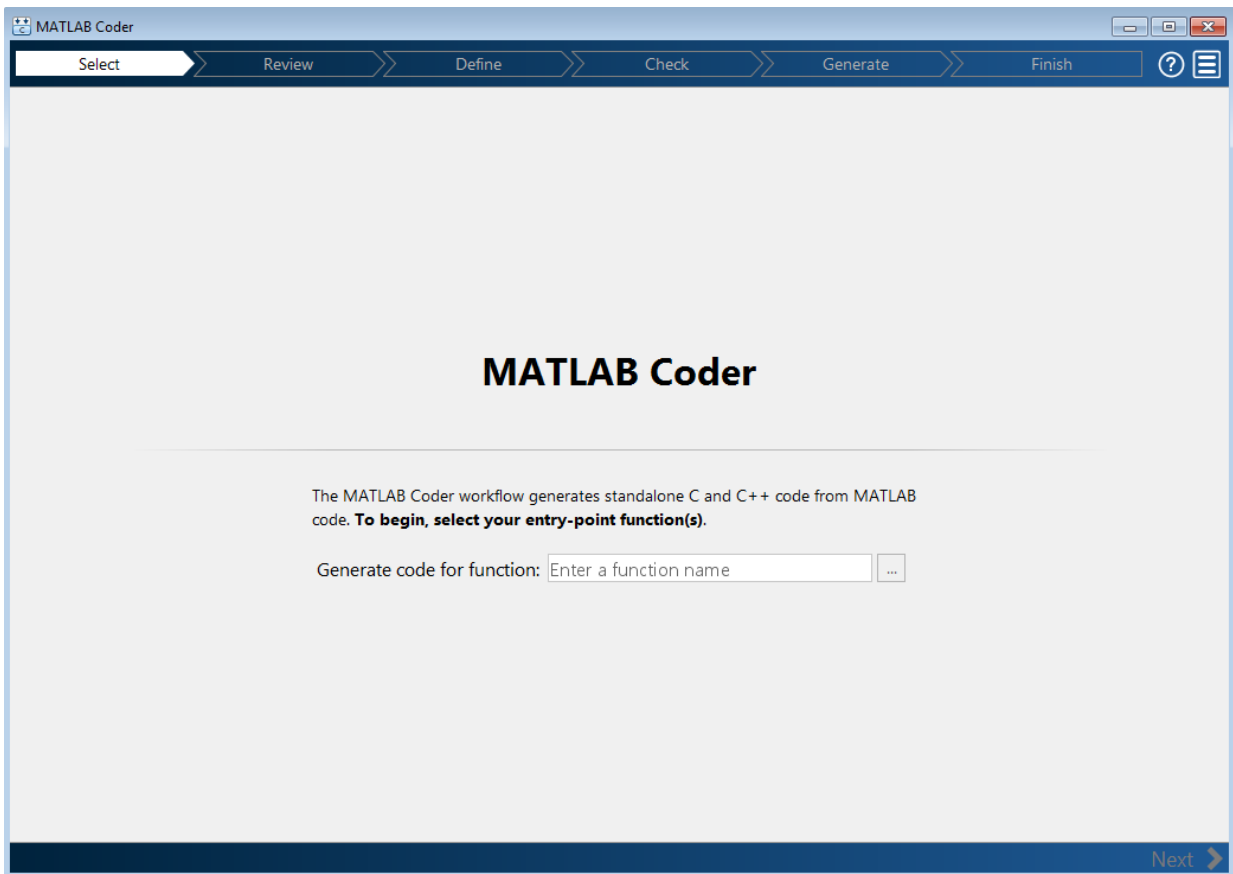 MATLAB Coder
Select Review Define Check Generate Finish ?
MATLAB Coder
The MATLAB Coder workflow generates standalone C and C++ code from MATLAB
code. To begin, select your entry-point function(s).
Generate code for function: Enter a function name ...
Next